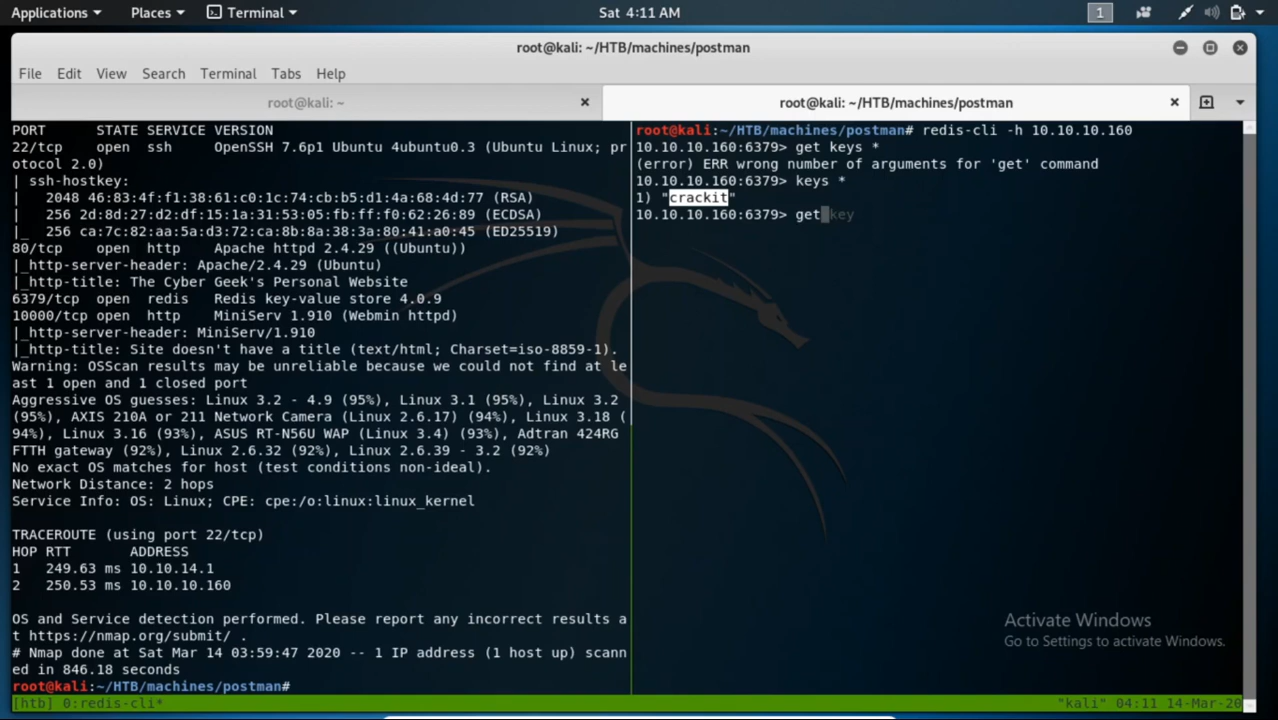 Applications Places Terminal Sat 4:11 AM 1
root@kali: ~/HTB/machines/postman
File Edit View Search Terminal Tabs Help
root@kali: ~ root@kali: ~/HTB/machines/postman
PORT STATE SERVICE VERSION
22/tcp open ssh OpenSSH 7.6p1 Ubuntu 4ubuntu0.3 (Ubuntu Linux; pr
otocol 2.0)
| ssh-hostkey:
| 2048 46:83:4f:f1:38:61:c0:1c:74:cb:b5:d1:4a:68:4d:77 (RSA)
| 256 2d:8d:27:d2:df:15:1a:31:53:05:fb:ff:f0:62:26:89 (ECDSA)
|_ 256 ca:7c:82:aa:5a:d3:72:ca:8b:8a:38:3a:80:41:a0:45 (ED25519)
80/tcp open http Apache httpd 2.4.29 ((Ubuntu))
|_http-server-header: Apache/2.4.29 (Ubuntu)
|_http-title: The Cyber Geek's Personal Website
6379/tcp open redis Redis key-value store 4.0.9
10000/tcp open http MiniServ 1.910 (Webmin httpd)
|_http-server-header: MiniServ/1.910
|_http-title: Site doesn't have a title (text/html; Charset=iso-8859-1).
Warning: OSScan results may be unreliable because we could not find at le
ast 1 open and 1 closed port
Aggressive OS guesses: Linux 3.2 - 4.9 (95%), Linux 3.1 (95%), Linux 3.2
(95%), AXIS 210A or 211 Network Camera (Linux 2.6.17) (94%), Linux 3.18 (
94%), Linux 3.16 (93%), ASUS RT-N56U WAP (Linux 3.4) (93%), Adtran 424RG
FTTH gateway (92%), Linux 2.6.32 (92%), Linux 2.6.39 - 3.2 (92%)
No exact OS matches for host (test conditions non-ideal).
Network Distance: 2 hops
Service Info: OS: Linux; CPE: cpe:/o:linux:linux_kernel
TRACEROUTE (using port 22/tcp)
HOP RTT ADDRESS
1 249.63 ms 10.10.14.1
2 250.53 ms 10.10.10.160
OS and Service detection performed. Please report any incorrect results a
t https://nmap.org/submit/ .
# Nmap done at Sat Mar 14 03:59:47 2020 -- 1 IP address (1 host up) scann
ed in 846.18 seconds
root@kali:~/HTB/machines/postman#
root@kali:~/HTB/machines/postman# redis-cli -h 10.10.10.160
10.10.10.160:6379> get keys *
(error) ERR wrong number of arguments for 'get' command
10.10.10.160:6379> keys *
1) "crackit"
10.10.10.160:6379> get key
Activate Windows
Go to Settings to activate Windows.
[htb] 0:redis-cli* "kali" 04:11 14-Mar-20